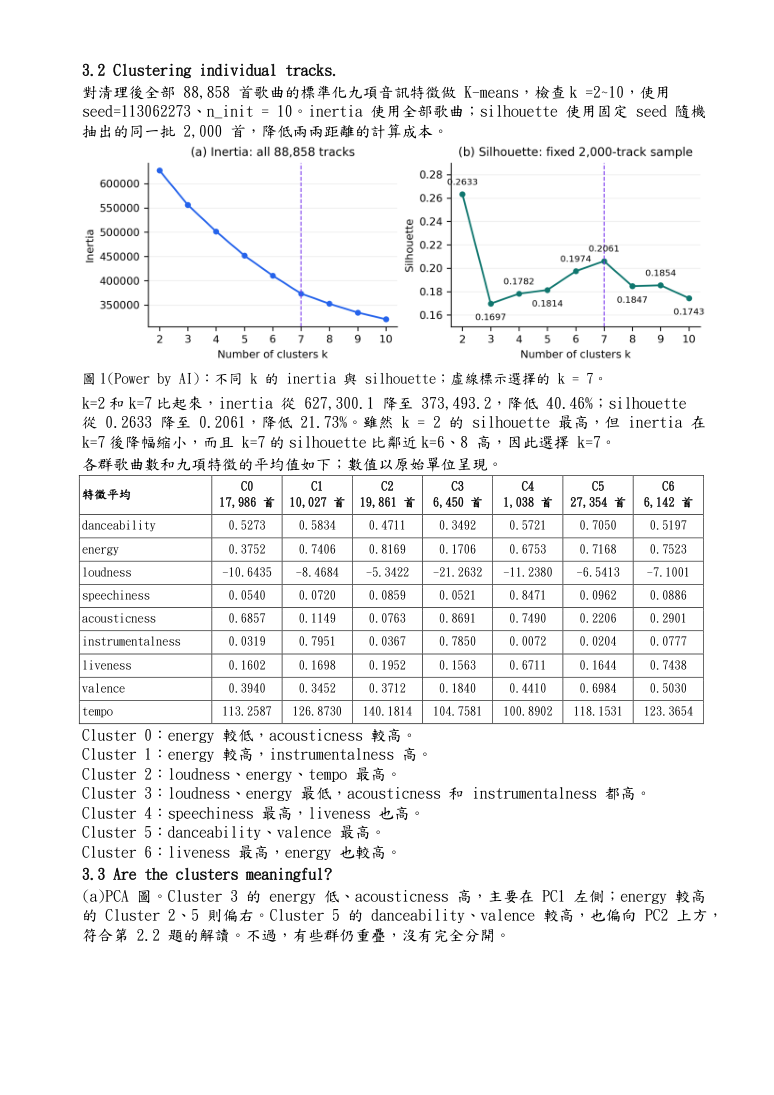 3.2 Clustering individual tracks.
對清理後全部 88,858 首歌曲的標準化九項音訊特徵做 K-means，檢查 k =2~10，使用
seed=113062273、n_init = 10。inertia 使用全部歌曲；silhouette 使用固定 seed 隨機
抽出的同一批 2,000 首，降低兩兩距離的計算成本。
(a) Inertia: all 88,858 tracks
600000
550000
500000
450000
400000
350000
Inertia
2 3 4 5 6 7 8 9 10
Number of clusters k
(b) Silhouette: fixed 2,000-track sample
0.28
0.26
0.24
0.22
0.20
0.18
0.16
Silhouette
0.2633
0.1697
0.1782
0.1814
0.1974
0.2061
0.1847
0.1854
0.1743
2 3 4 5 6 7 8 9 10
Number of clusters k
圖 1(Power by AI)：不同 k 的 inertia 與 silhouette；虛線標示選擇的 k = 7。
k=2 和 k=7 比起來，inertia 從 627,300.1 降至 373,493.2，降低 40.46%；silhouette
從 0.2633 降至 0.2061，降低 21.73%。雖然 k = 2 的 silhouette 最高，但 inertia 在
k=7 後降幅縮小，而且 k=7 的 silhouette 比鄰近 k=6、8 高，因此選擇 k=7。
各群歌曲數和九項特徵的平均值如下；數值以原始單位呈現。
特徵平均 C0 C1 C2 C3 C4 C5 C6
17,986 首 10,027 首 19,861 首 6,450 首 1,038 首 27,354 首 6,142 首
danceability 0.5273 0.5834 0.4711 0.3492 0.5721 0.7050 0.5197
energy 0.3752 0.7406 0.8169 0.1706 0.6753 0.7168 0.7523
loudness -10.6435 -8.4684 -5.3422 -21.2632 -11.2380 -6.5413 -7.1001
speechiness 0.0540 0.0720 0.0859 0.0521 0.8471 0.0962 0.0886
acousticness 0.6857 0.1149 0.0763 0.8691 0.7490 0.2206 0.2901
instrumentalness 0.0319 0.7951 0.0367 0.7850 0.0072 0.0204 0.0777
liveness 0.1602 0.1698 0.1952 0.1563 0.6711 0.1644 0.7438
valence 0.3940 0.3452 0.3712 0.1840 0.4410 0.6984 0.5030
tempo 113.2587 126.8730 140.1814 104.7581 100.8902 118.1531 123.3654
Cluster 0：energy 較低，acousticness 較高。
Cluster 1：energy 較高，instrumentalness 高。
Cluster 2：loudness、energy、tempo 最高。
Cluster 3：loudness、energy 最低，acousticness 和 instrumentalness 都高。
Cluster 4：speechiness 最高，liveness 也高。
Cluster 5：danceability、valence 最高。
Cluster 6：liveness 最高，energy 也較高。
3.3 Are the clusters meaningful?
(a)PCA 圖。Cluster 3 的 energy 低、acousticness 高，主要在 PC1 左側；energy 較高
的 Cluster 2、5 則偏右。Cluster 5 的 danceability、valence 較高，也偏向 PC2 上方，
符合第 2.2 題的解讀。不過，有些群仍重疊，沒有完全分開。